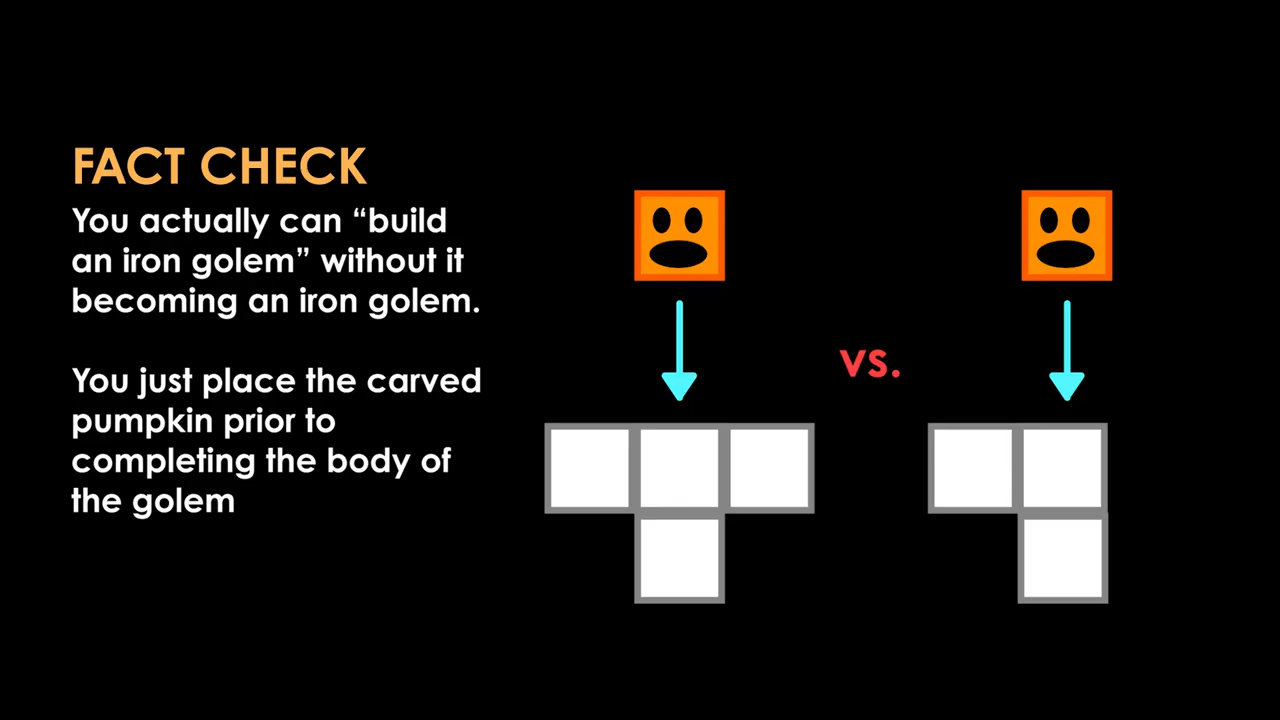 FACT CHECK
You actually can “build
an iron golem” without it
becoming an iron golem.
You just place the carved
pumpkin prior to
completing the body of
the golem
vs.